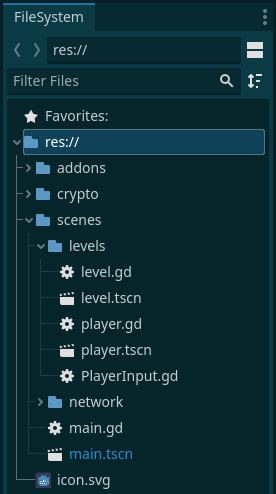 FileSystem
res://
Filter Files
Favorites:
res://
addons
crypto
scenes
levels
level.gd
level.tscn
player.gd
player.tscn
PlayerInput.gd
network
main.gd
main.tscn
icon.svg